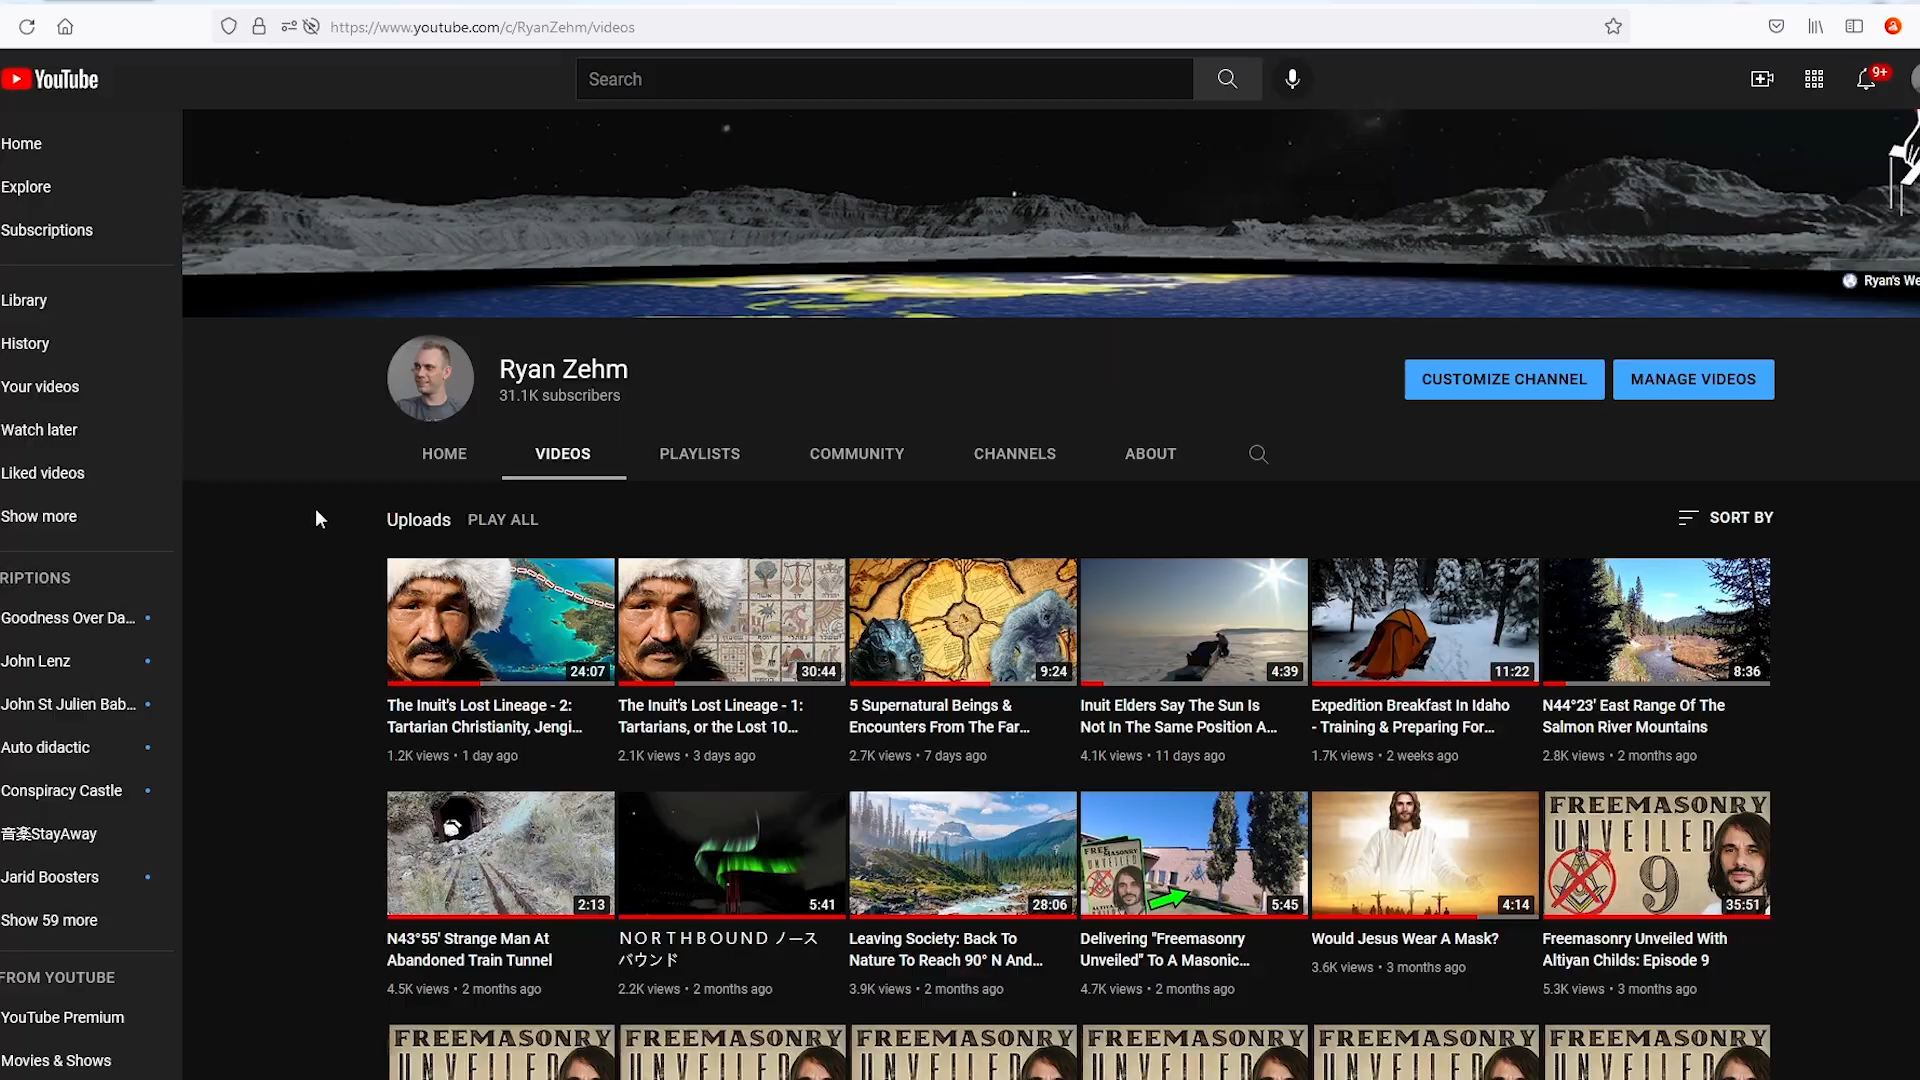 https://www.youtube.com/c/RyanZehm/videos
YouTube
Search
9+
Home
Explore
Subscriptions
Library
History
Your videos
Watch later
Liked videos
Show more
RIPTIONS
Goodness Over Da...
John Lenz
John St Julien Bab...
Auto didactic
Conspiracy Castle
音楽StayAway
Jarid Boosters
Show 59 more
FROM YOUTUBE
YouTube Premium
Movies & Shows
Ryan's We
Ryan Zehm
31.1K subscribers
CUSTOMIZE CHANNEL
MANAGE VIDEOS
HOME
VIDEOS
PLAYLISTS
COMMUNITY
CHANNELS
ABOUT
Uploads
PLAY ALL
SORT BY
24:07
The Inuit's Lost Lineage - 2:
Tartarian Christianity, Jengi...
1.2K views • 1 day ago
30:44
The Inuit's Lost Lineage - 1:
Tartarians, or the Lost 10...
2.1K views • 3 days ago
9:24
5 Supernatural Beings &
Encounters From The Far...
2.7K views • 7 days ago
4:39
Inuit Elders Say The Sun Is
Not In The Same Position A...
4.1K views • 11 days ago
11:22
Expedition Breakfast In Idaho
- Training & Preparing For...
1.7K views • 2 weeks ago
8:36
N44°23' East Range Of The
Salmon River Mountains
2.8K views • 2 months ago
2:13
N43°55' Strange Man At
Abandoned Train Tunnel
4.5K views • 2 months ago
5:41
N O R T H B O U N D ノース
バウンド
2.2K views • 2 months ago
28:06
Leaving Society: Back To
Nature To Reach 90° N And...
3.9K views • 2 months ago
FREEMASONRY
UNVEILED
5:45
Delivering "Freemasonry
Unveiled" To A Masonic...
4.7K views • 2 months ago
4:14
Would Jesus Wear A Mask?
3.6K views • 3 months ago
FREEMASONRY
UNVEILED
9
35:51
Freemasonry Unveiled With
Altiyan Childs: Episode 9
5.3K views • 3 months ago
FREEMASONRY
UNVEILED
FREEMASONRY
UNVEILED
FREEMASONRY
UNVEILED
FREEMASONRY
UNVEILED
FREEMASONRY
UNVEILED
FREEMASONRY
UNVEILED